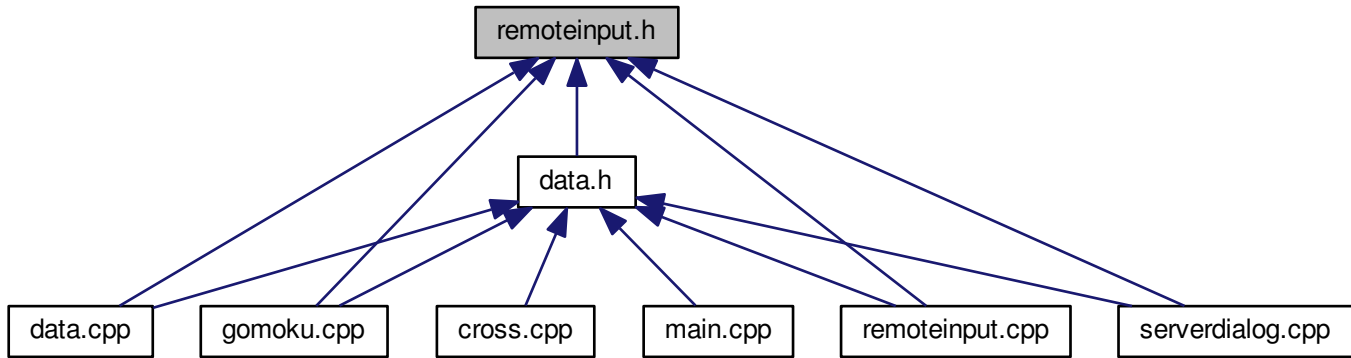 remoteinput.h
data.h
data.cpp
gomoku.cpp
cross.cpp
main.cpp
remoteinput.cpp
serverdialog.cpp